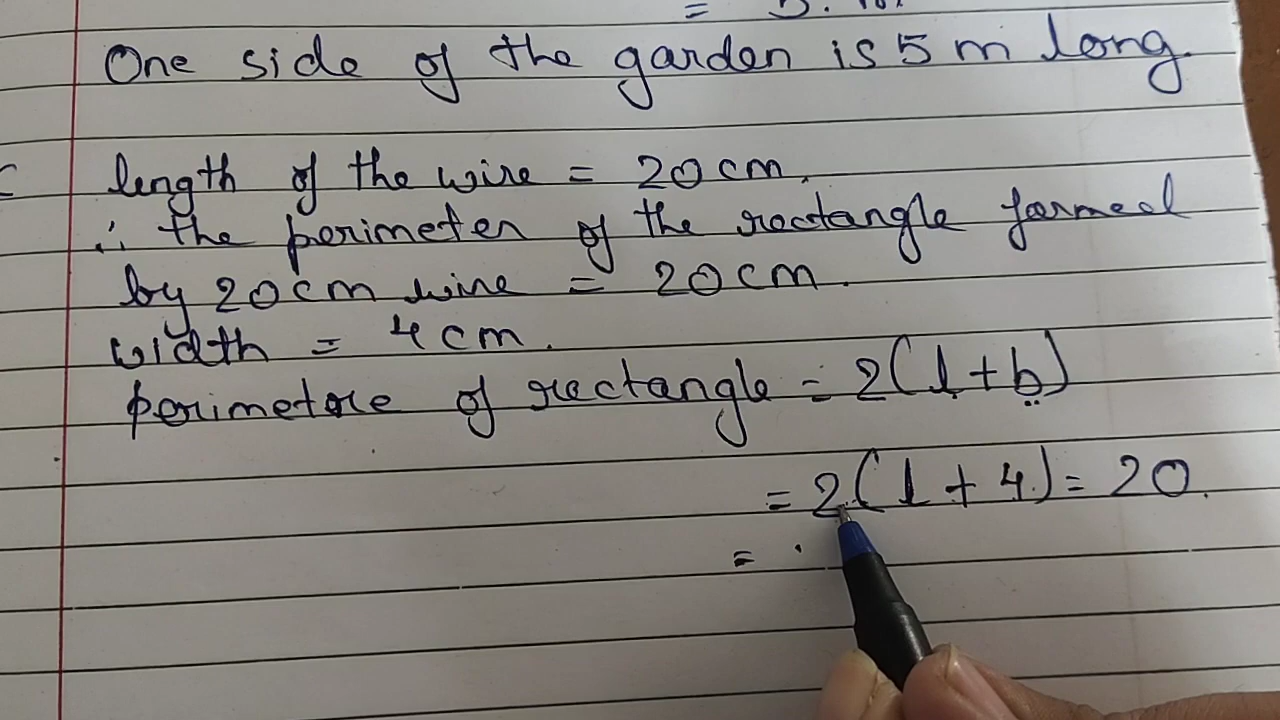 One side of the garden is 5 m long.
length of the wire = 20 cm.
∴ the perimeter of the rectangle formed
by 20 cm wire = 20 cm.
width = 4 cm.
perimetere of rectangle = 2(l+b)
= 2(l + 4) = 20.
=